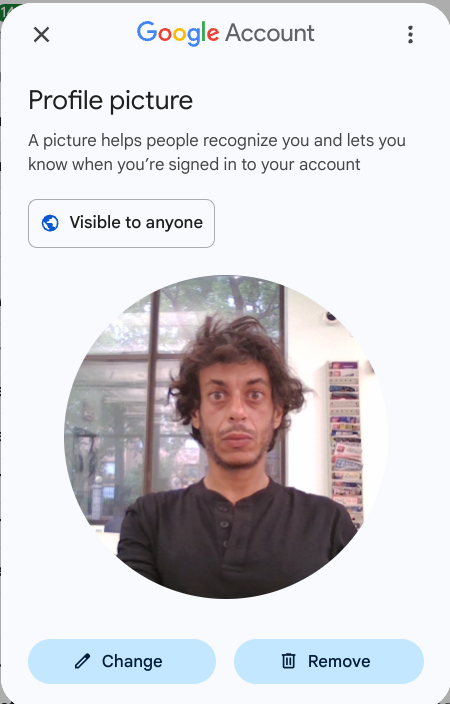 Google Account
Profile picture
A picture helps people recognize you and lets you
know when you're signed in to your account
Visible to anyone
Change
Remove